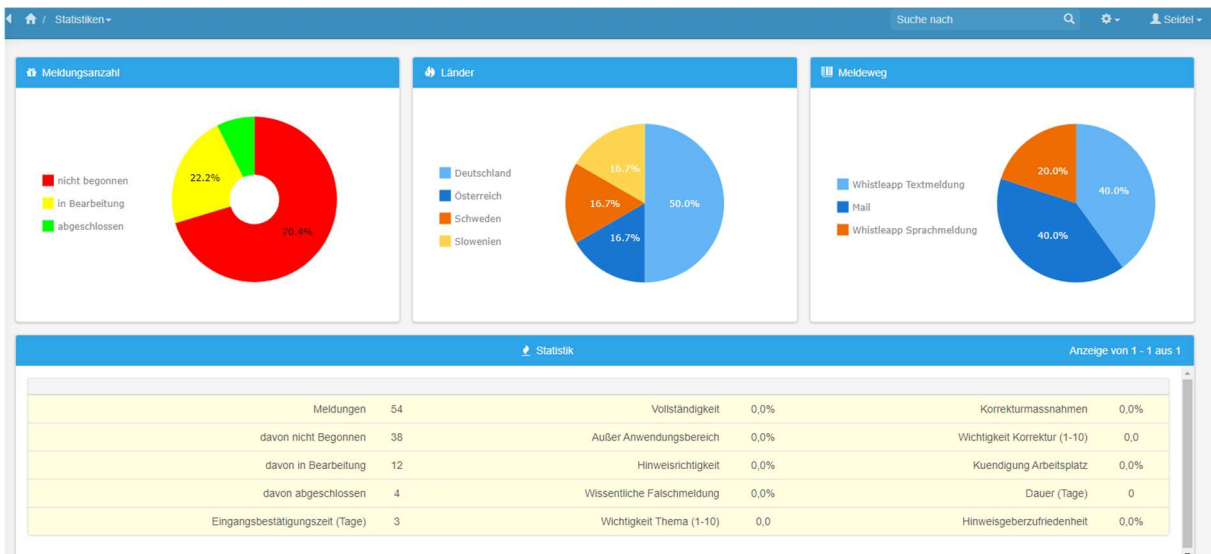 / Statistiken
Suche nach
Seidel
Meldungsanzahl
nicht begonnen
in Bearbeitung
abgeschlossen
22.2%
70.4%
Länder
Deutschland
Österreich
Schweden
Slowenien
16.7%
16.7%
50.0%
16.7%
Meldeweg
Whistleapp Textmeldung
Mail
Whistleapp Sprachmeldung
20.0%
40.0%
40.0%
Statistik Anzeige von 1 - 1 aus 1
Meldungen 54 Vollständigkeit 0,0% Korrekturmassnahmen 0,0%
davon nicht Begonnen 38 Außer Anwendungsbereich 0,0% Wichtigkeit Korrektur (1-10) 0,0
davon in Bearbeitung 12 Hinweisrichtigkeit 0,0% Kuendigung Arbeitsplatz 0,0%
davon abgeschlossen 4 Wissentliche Falschmeldung 0,0% Dauer (Tage) 0
Eingangsbestätigungszeit (Tage) 3 Wichtigkeit Thema (1-10) 0,0 Hinweisgeberzufriedenheit 0,0%